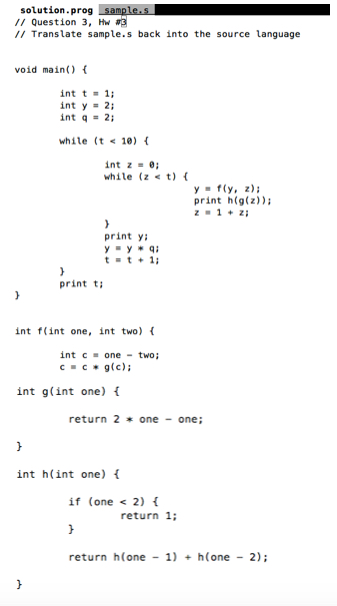 solution.prog sample.s
// Question 3, Hw #3
// Translate sample.s back into the source language
void main() {
int t = 1;
int y = 2;
int q = 2;
while (t < 10) {
int z = 0;
while (z < t) {
y = f(y, z);
print h(g(z));
z = 1 + z;
}
print y;
y = y * q;
t = t + 1;
}
print t;
}
int f(int one, int two) {
int c = one - two;
c = c * g(c);
int g(int one) {
return 2 * one - one;
}
int h(int one) {
if (one < 2) {
return 1;
}
return h(one - 1) + h(one - 2);
}